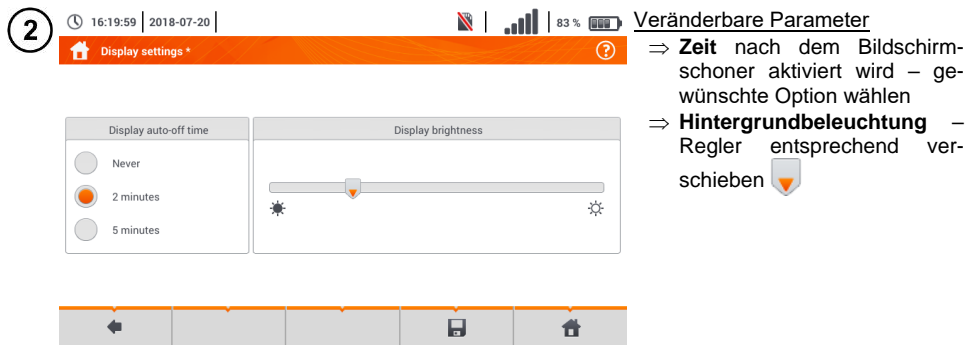 2
16:19:59 2018-07-20 83 %
Display settings * ?
Display auto-off time
Never
2 minutes
5 minutes
Display brightness
Veränderbare Parameter
⇒ Zeit nach dem Bildschirm-
schoner aktiviert wird – ge-
wünschte Option wählen
⇒ Hintergrundbeleuchtung –
Regler entsprechend ver-
schieben